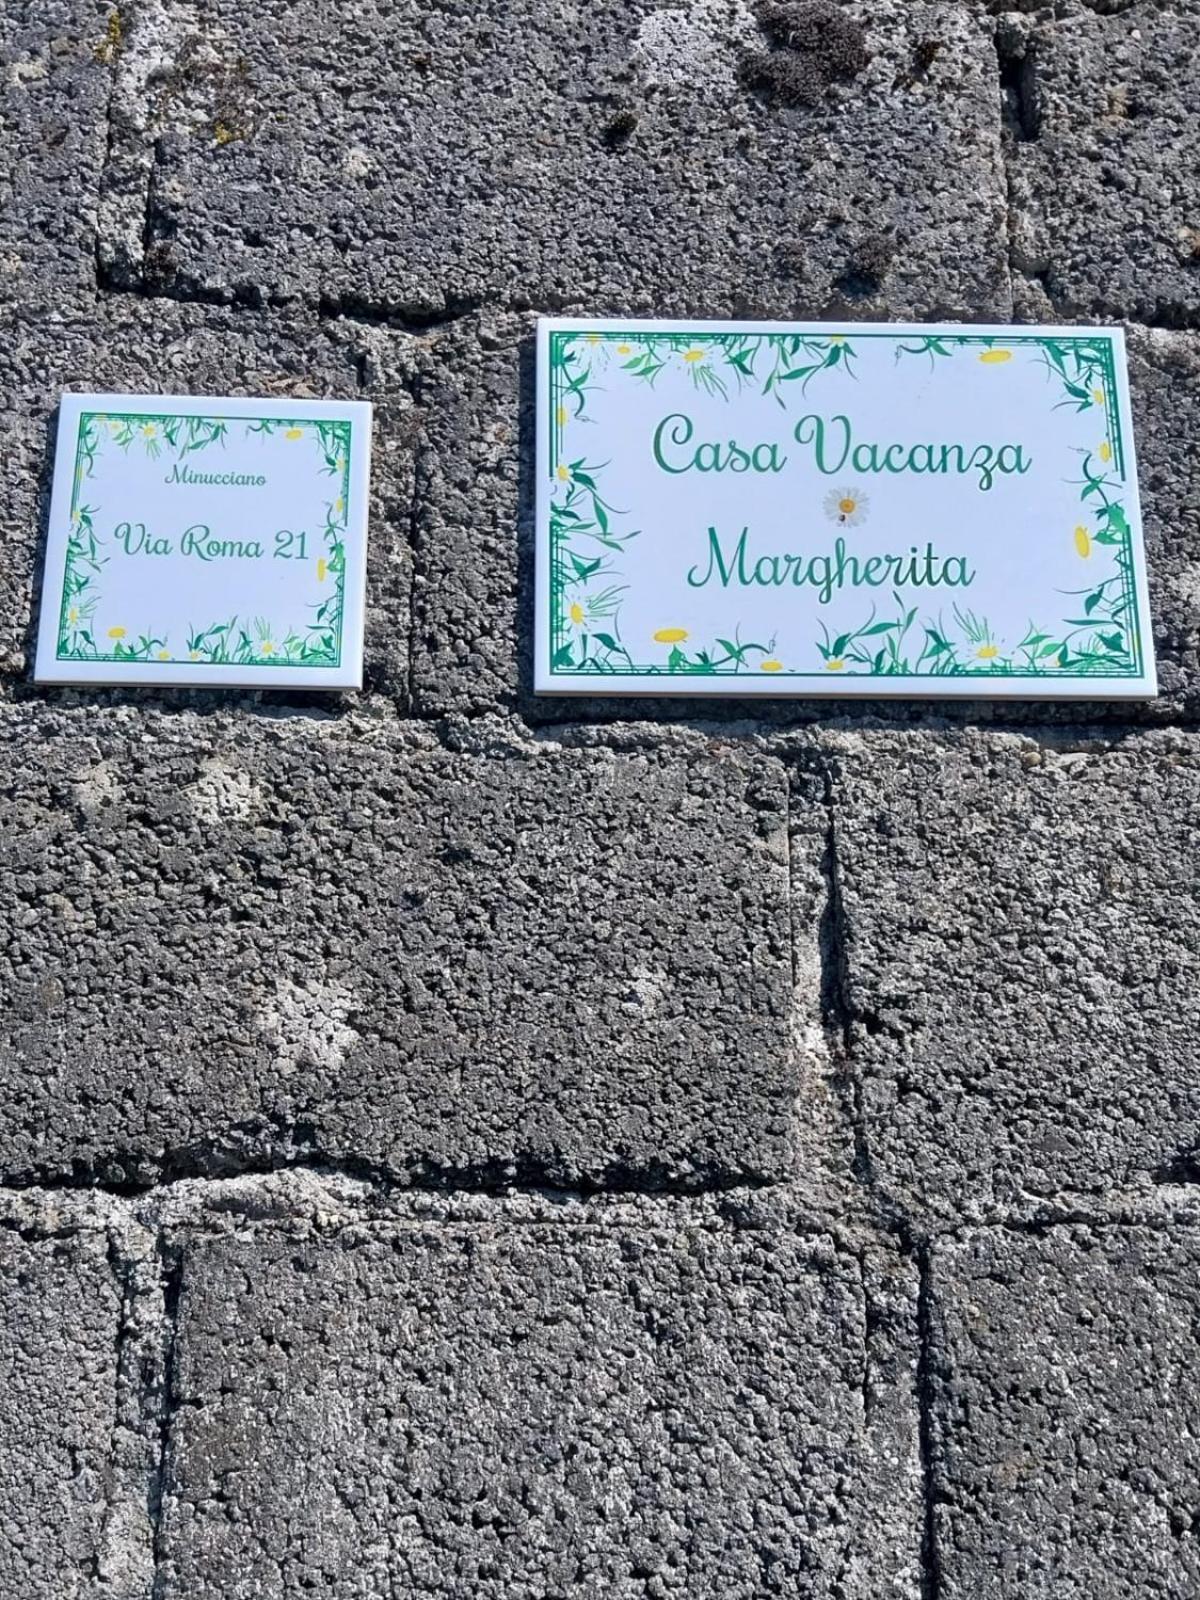 Minucciano
Via Roma 21
Casa Vacanza
Margherita